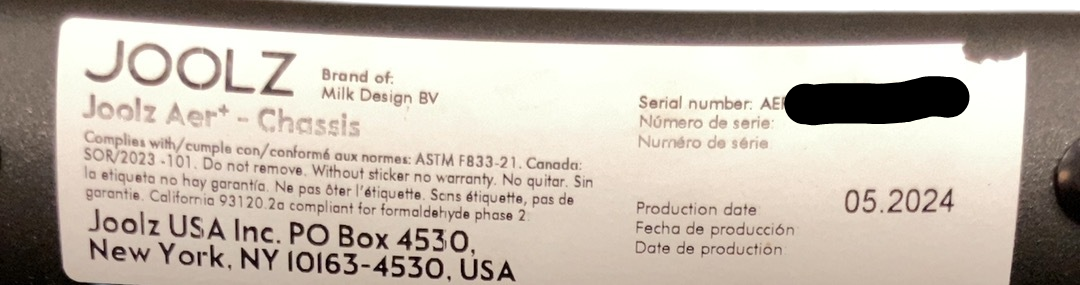 JOOLZ
Brand of:
Milk Design BV
Joolz Aer+ - Chassis
Complies with/cumple con/conformé aux normes: ASTM F833-21. Canada:
SOR/2023 -101. Do not remove. Without sticker no warranty. No quitar. Sin
la etiqueta no hay garantía. Ne pas ôter l'étiquette. Sans étiquette, pas de
garantie. California 93120.2a compliant for formaldehyde phase 2
Joolz USA Inc. PO Box 4530,
New York, NY 10163-4530, USA
Serial number: AER
Número de serie:
Numéro de série
Production date
05.2024
Fecha de producción
Date de production: